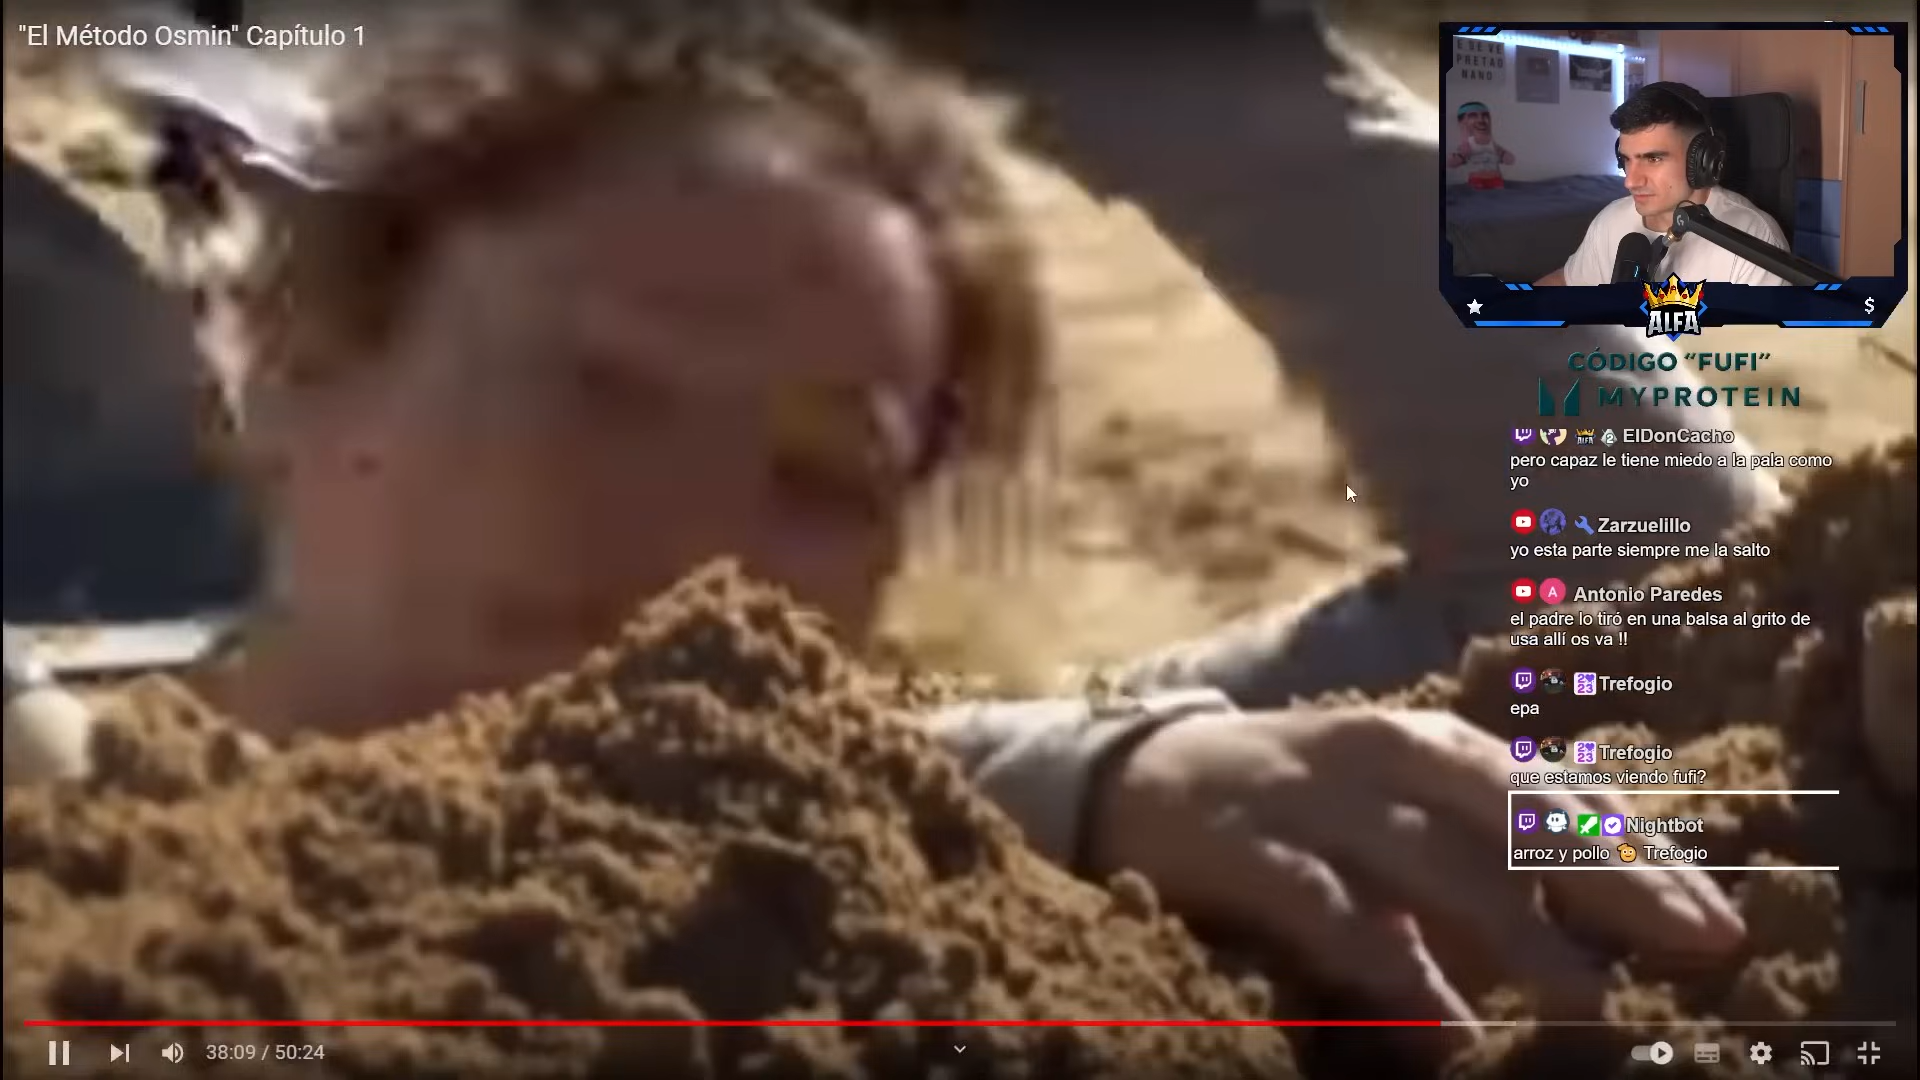 "El Método Osmin" Capítulo 1
PRETAO
NANO
ALFA
$
CÓDIGO "FUFI"
MYPROTEIN
ElDonCacho
pero capaz le tiene miedo a la pala como
yo
Zarzuelillo
yo esta parte siempre me la salto
A Antonio Paredes
el padre lo tiró en una balsa al grito de
usa allí os va !!
Trefogio
epa
Trefogio
que estamos viendo fufi?
Nightbot
arroz y pollo Trefogio
38:09 / 50:24